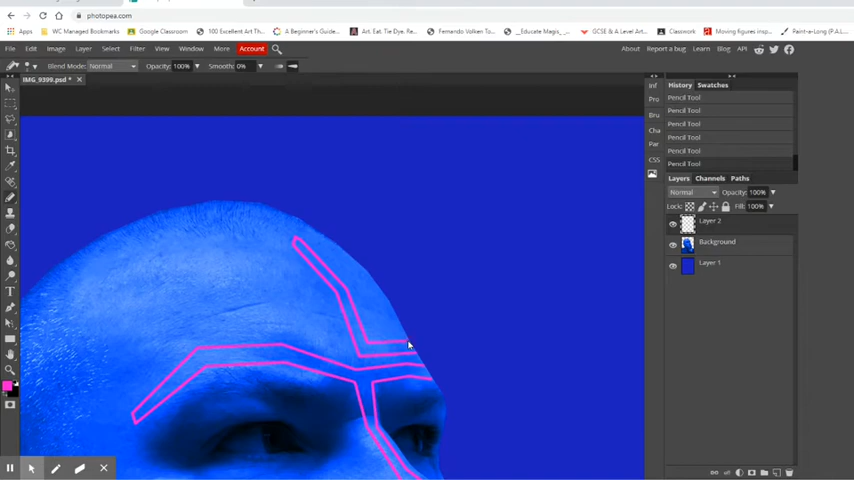 photopea.com
WC Managed Bookmarks Google Classroom 100 Excellent Art Th... A Beginner's Guide... Art. Eat. Tie Dye. Re... Fernando Volken To... _Educate Magis_ ... GCSE & A Level Art... Classwork Moving figures insp... Paint-a-Long (Paint...
File Edit Image Layer Select Filter View Window More Account About Report a bug Learn Blog API
Blend Mode: Normal Opacity: 100% Smooth: 0%
IMG_9399.psd *
Inf
Pro
Bru
Cha
Par
CSS
History Swatches
Pencil Tool
Pencil Tool
Pencil Tool
Pencil Tool
Pencil Tool
Pencil Tool
Layers Channels Paths
Normal Opacity: 100%
Lock: Fill: 100%
Layer 2
Background
Layer 1